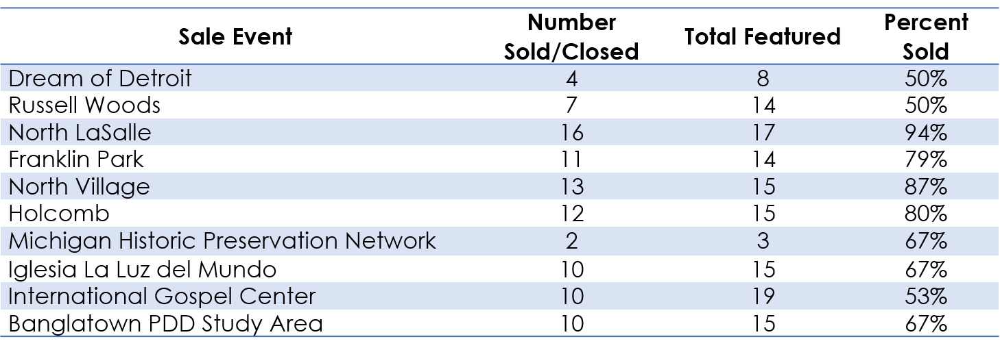 Sale Event Number Sold/Closed Total Featured Percent Sold
Dream of Detroit 4 8 50%
Russell Woods 7 14 50%
North LaSalle 16 17 94%
Franklin Park 11 14 79%
North Village 13 15 87%
Holcomb 12 15 80%
Michigan Historic Preservation Network 2 3 67%
Iglesia La Luz del Mundo 10 15 67%
International Gospel Center 10 19 53%
Banglatown PDD Study Area 10 15 67%